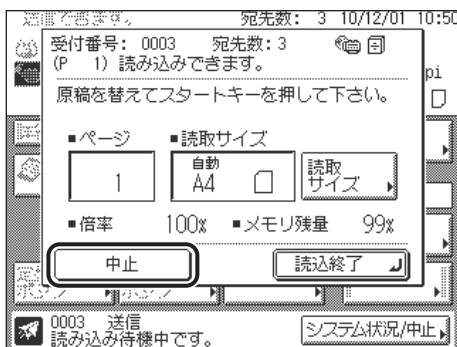 宛先数: 3 10/12/01 10:50
受付番号: 0003 宛先数: 3
(P 1) 読み込みできます。
原稿を替えてスタートキーを押して下さい。
■ページ ■読取サイズ
1
自動
A4
読取
サイズ
■倍率 100% ■メモリ残量 99%
中止 読込終了
0003 送信
読み込み待機中です。
システム状況/中止